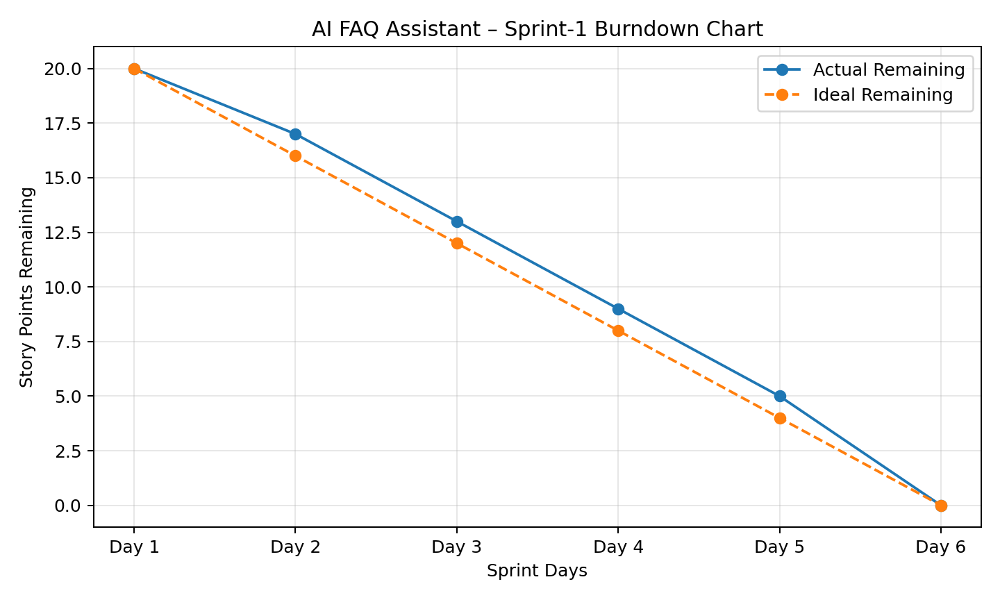 AI FAQ Assistant – Sprint-1 Burndown Chart
Actual Remaining
Ideal Remaining
Story Points Remaining
20.0
17.5
15.0
12.5
10.0
7.5
5.0
2.5
0.0
Day 1 Day 2 Day 3 Day 4 Day 5 Day 6
Sprint Days